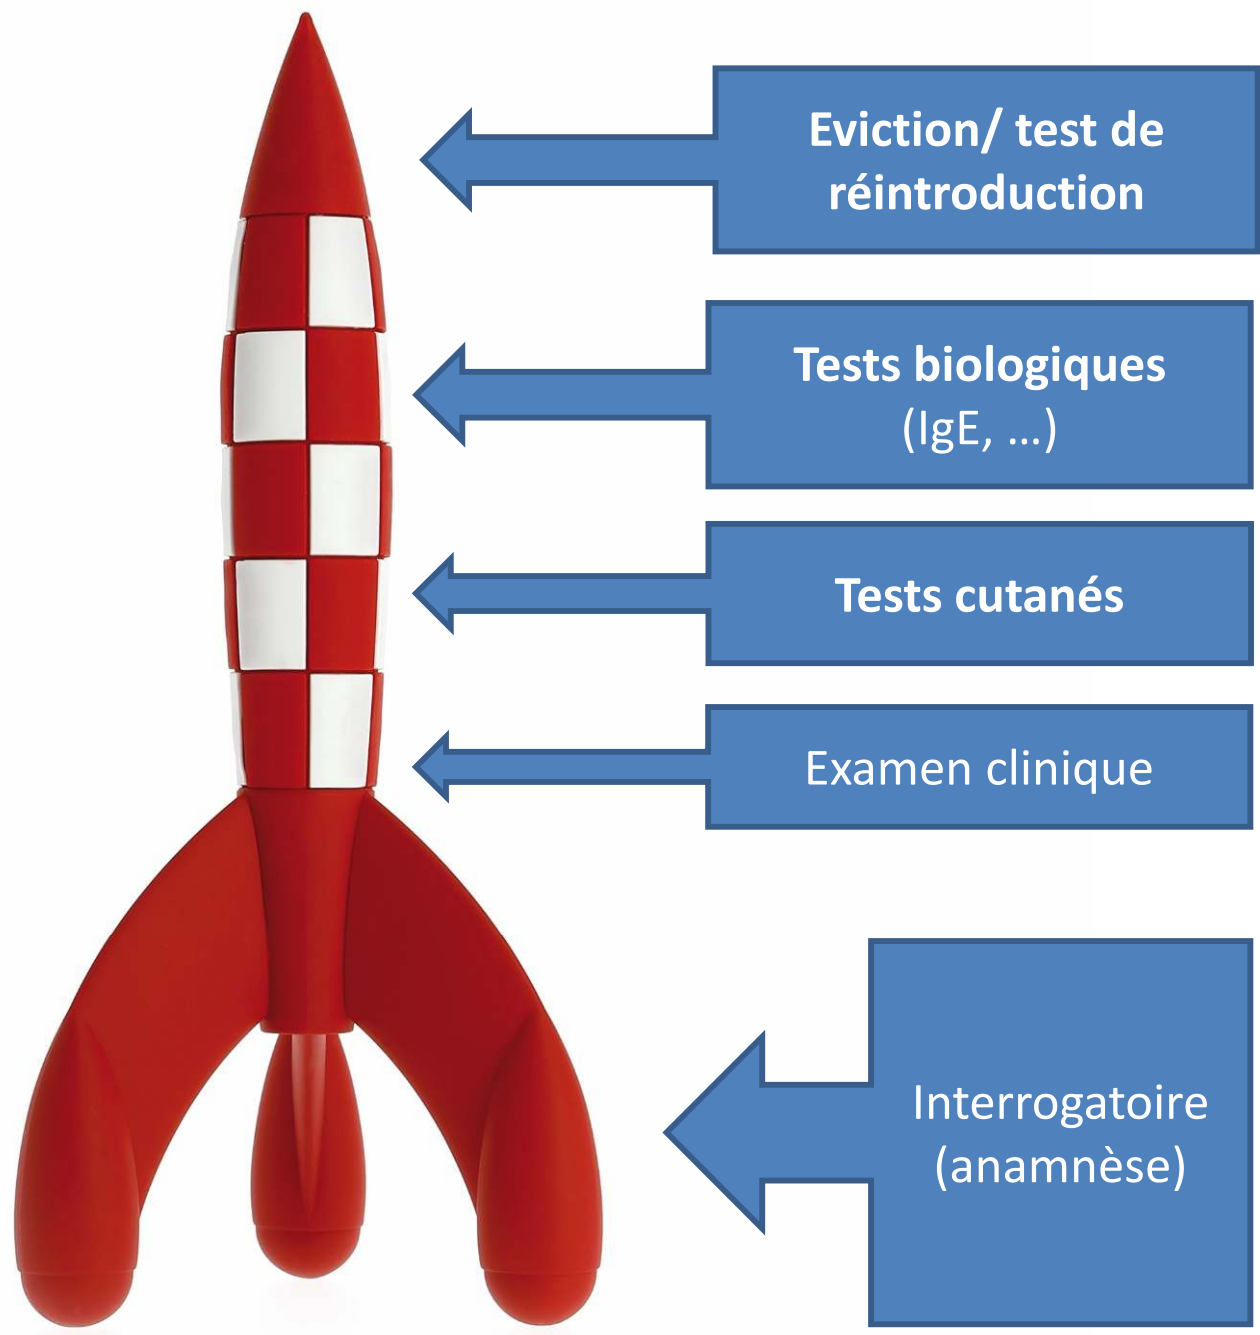 Eviction/ test de
réintroduction
Tests biologiques
(IgE, ...)
Tests cutanés
Examen clinique
Interrogatoire
(anamnèse)